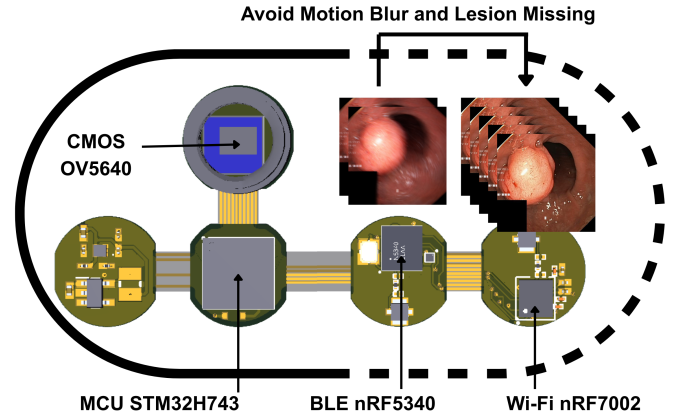 Avoid Motion Blur and Lesion Missing
CMOS
OV5640
MCU STM32H743
BLE nRF5340
Wi-Fi nRF7002